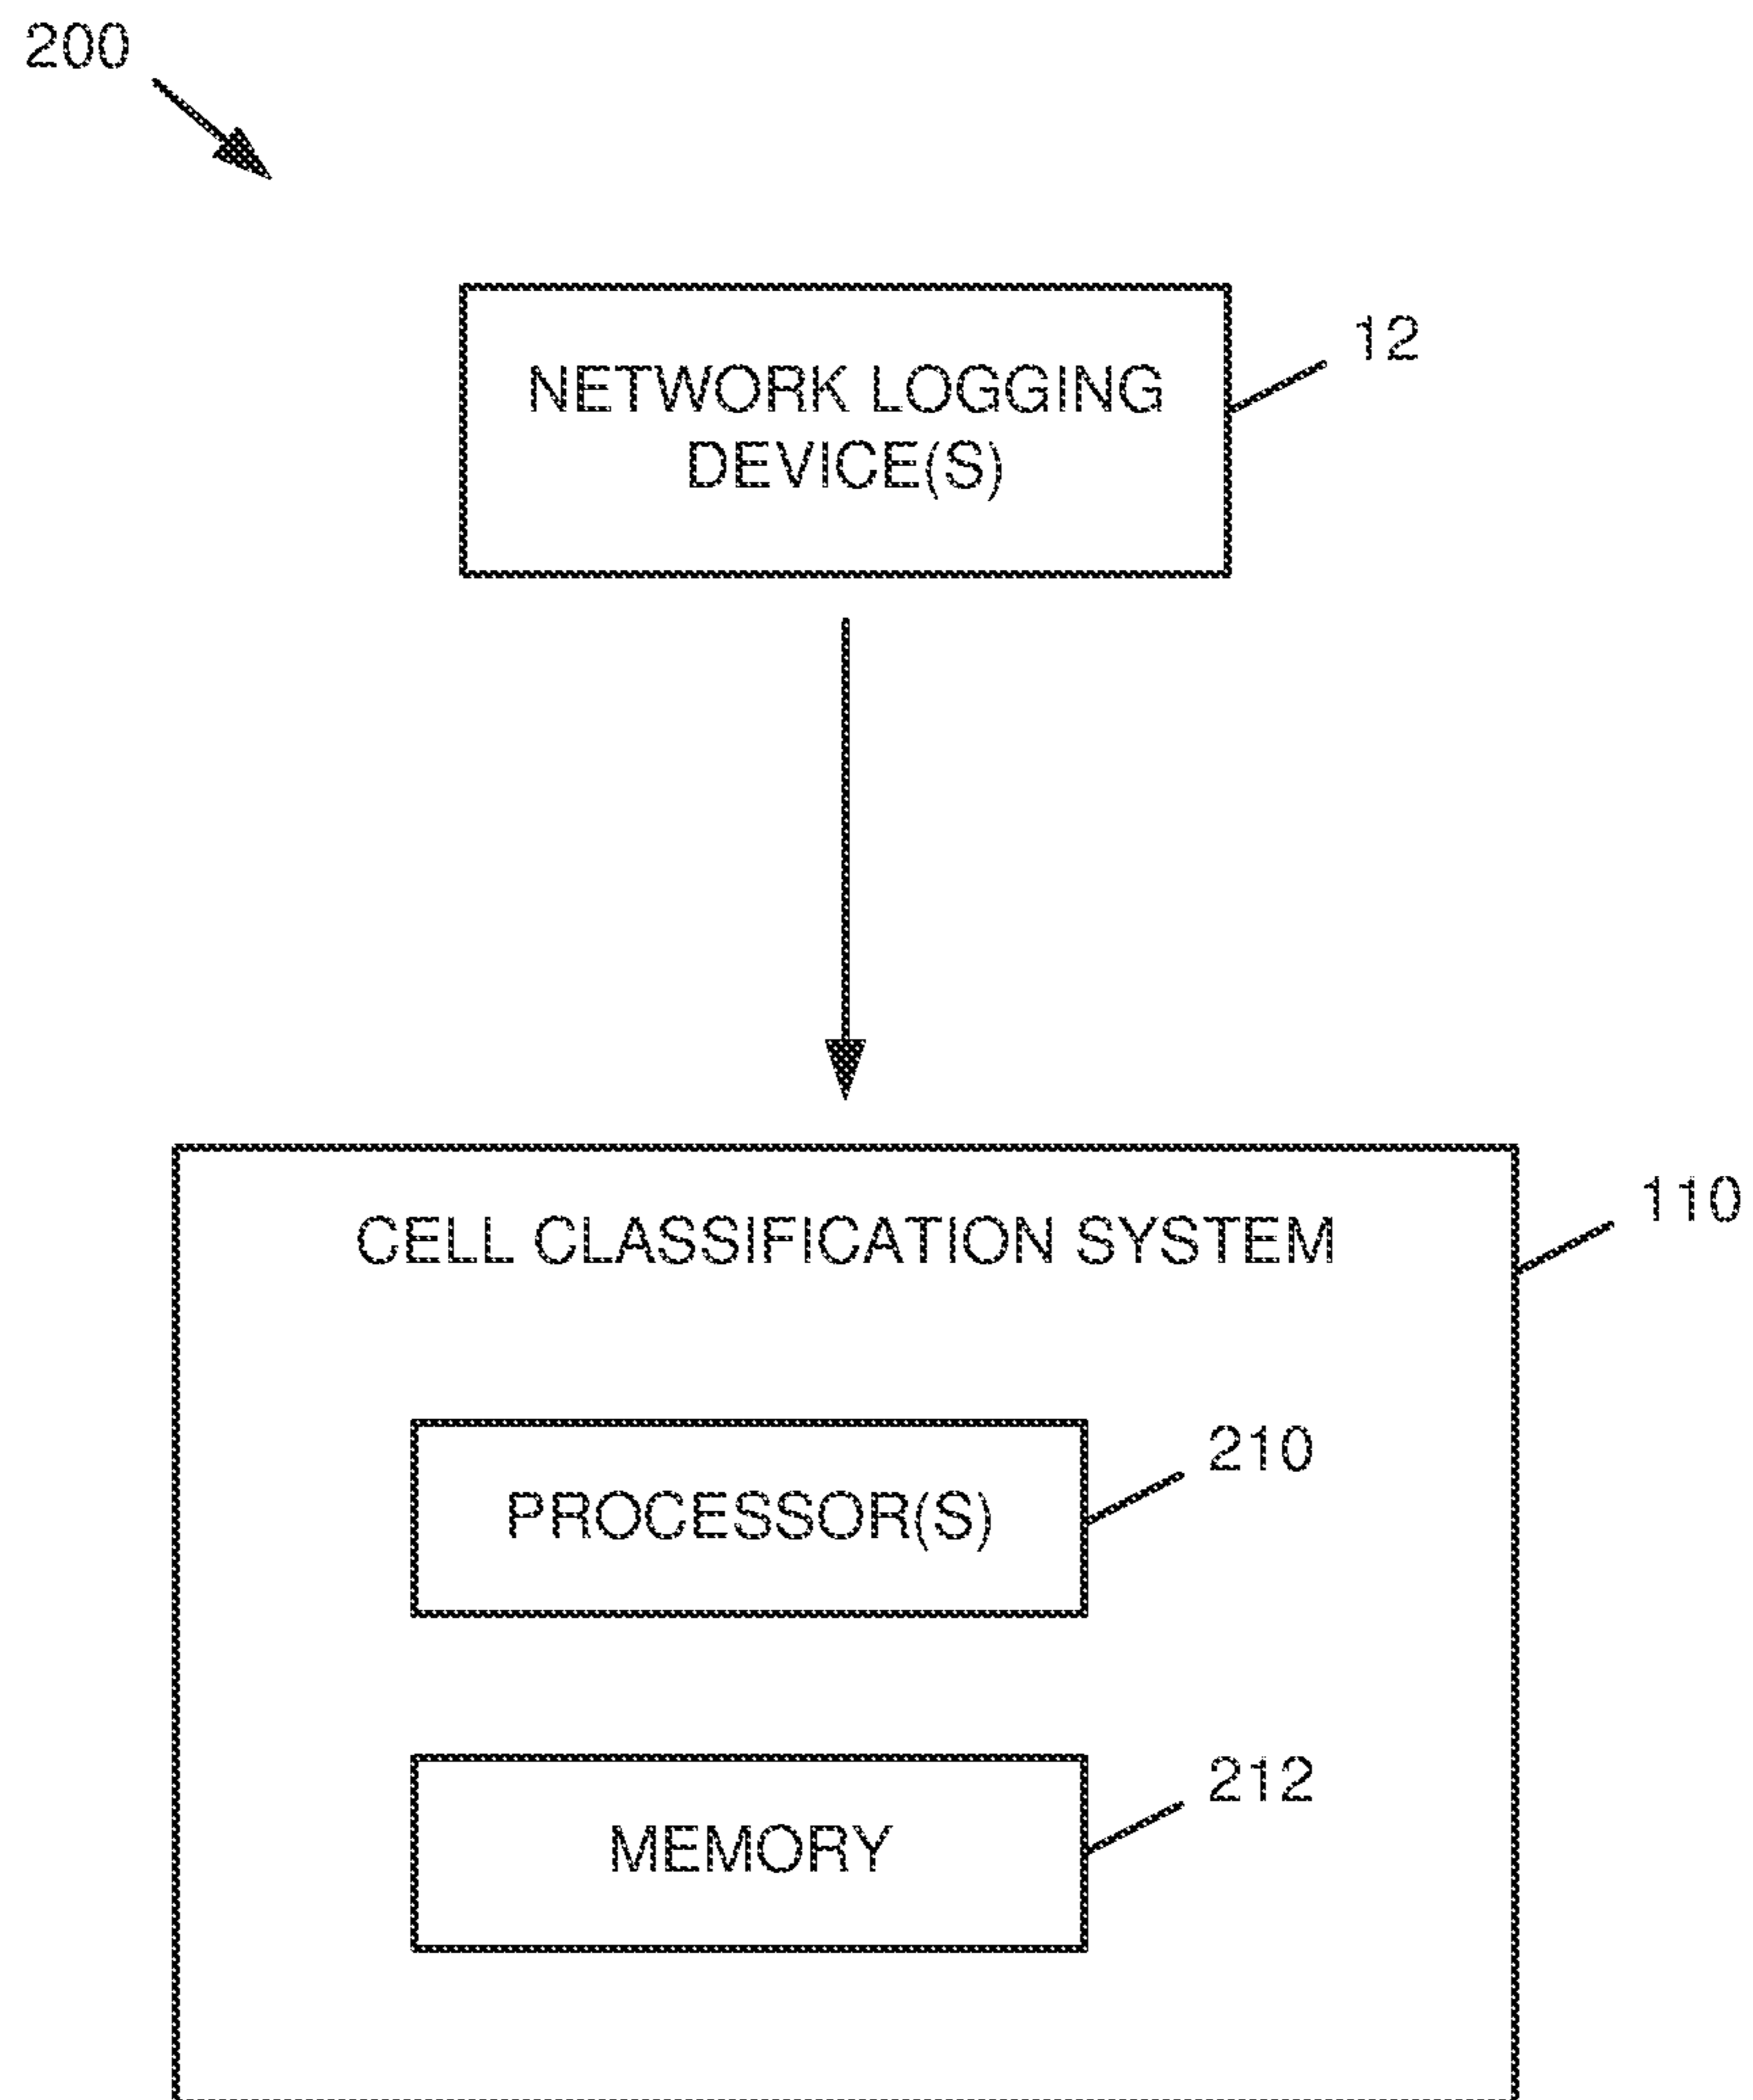 200
NETWORK LOGGING
DEVICE(S)
12
CELL CLASSIFICATION SYSTEM
110
PROCESSOR(S)
210
MEMORY
212